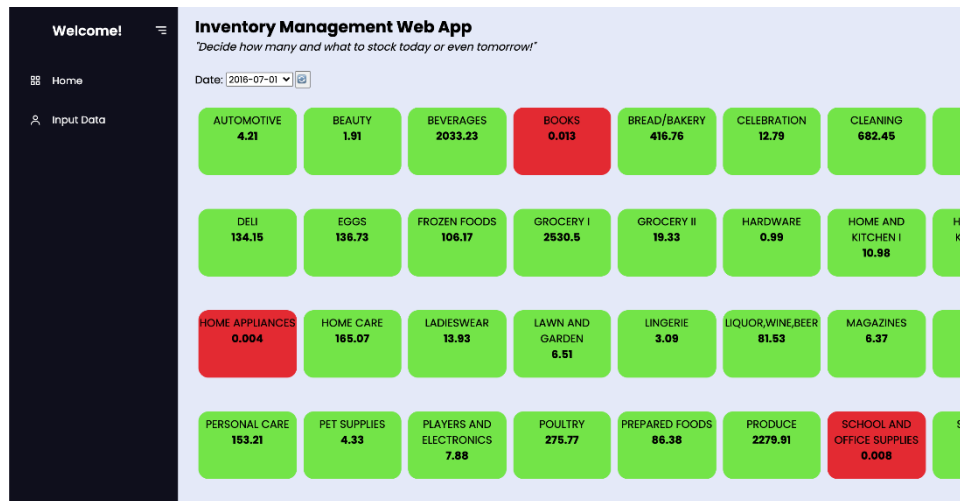 Welcome!
Home
Input Data
Inventory Management Web App
"Decide how many and what to stock today or even tomorrow!"
Date: 2016-07-01
AUTOMOTIVE
4.21
BEAUTY
1.91
BEVERAGES
2033.23
BOOKS
0.013
BREAD/BAKERY
416.76
CELEBRATION
12.79
CLEANING
682.45
DELI
134.15
EGGS
136.73
FROZEN FOODS
106.17
GROCERY I
2530.5
GROCERY II
19.33
HARDWARE
0.99
HOME AND
KITCHEN I
10.98
HOME APPLIANCES
0.004
HOME CARE
165.07
LADIESWEAR
13.93
LAWN AND
GARDEN
6.51
LINGERIE
3.09
LIQUOR,WINE,BEER
81.53
MAGAZINES
6.37
PERSONAL CARE
153.21
PET SUPPLIES
4.33
PLAYERS AND
ELECTRONICS
7.88
POULTRY
275.77
PREPARED FOODS
86.38
PRODUCE
2279.91
SCHOOL AND
OFFICE SUPPLIES
0.008